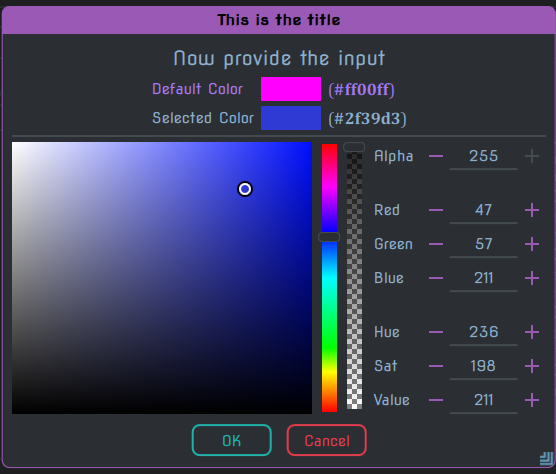 This is the title
Now provide the input
Default Color (#ff00ff)
Selected Color (#2f39d3)
Alpha — 255 +
Red — 47 +
Green — 57 +
Blue — 211 +
Hue — 236 +
Sat — 198 +
Value — 211 +
OK Cancel